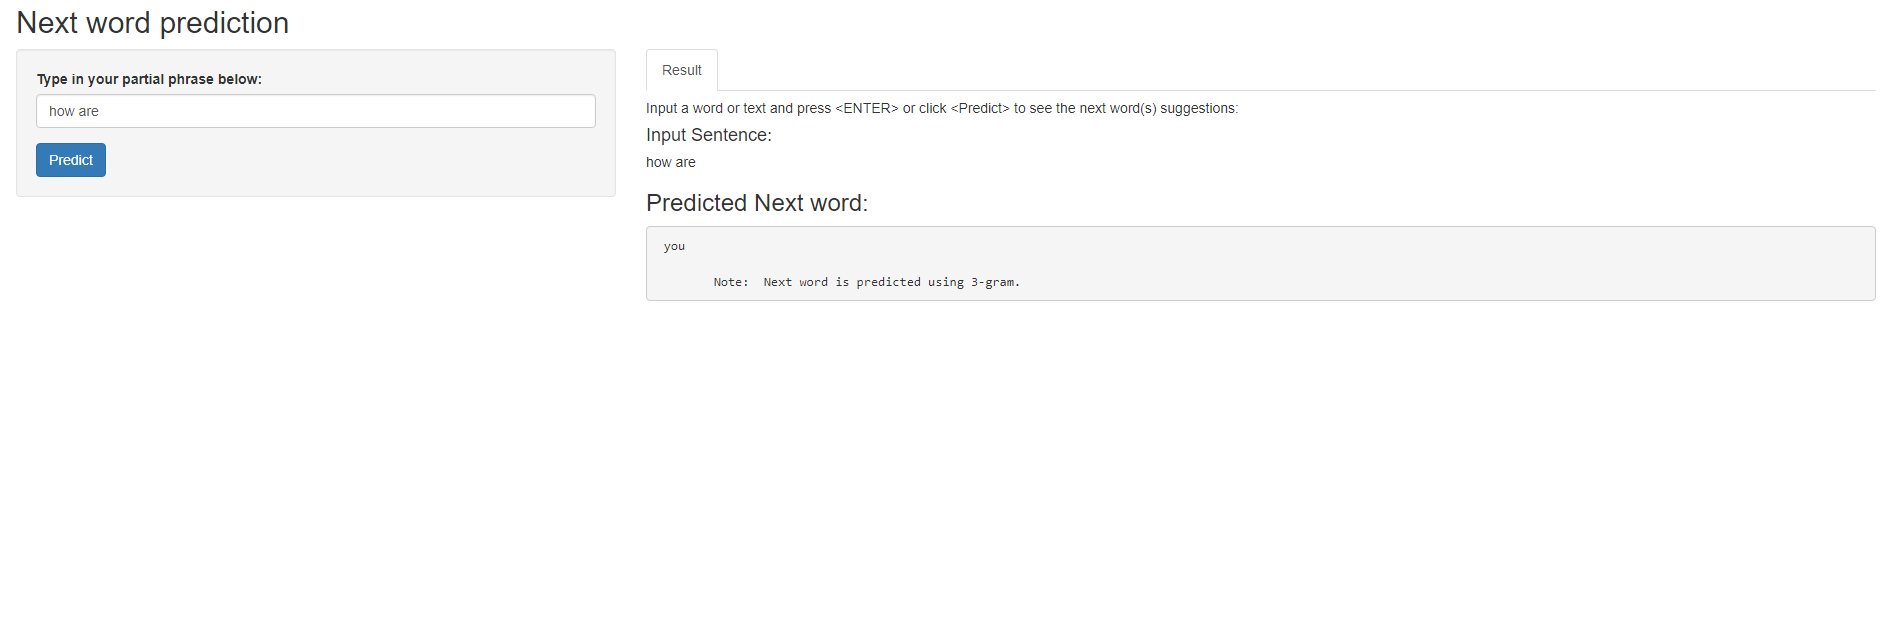 Next word prediction
Type in your partial phrase below:
how are
Predict
Result
Input a word or text and press <ENTER> or click <Predict> to see the next word(s) suggestions:
Input Sentence:
how are
Predicted Next word:
you
Note:  Next word is predicted using 3-gram.